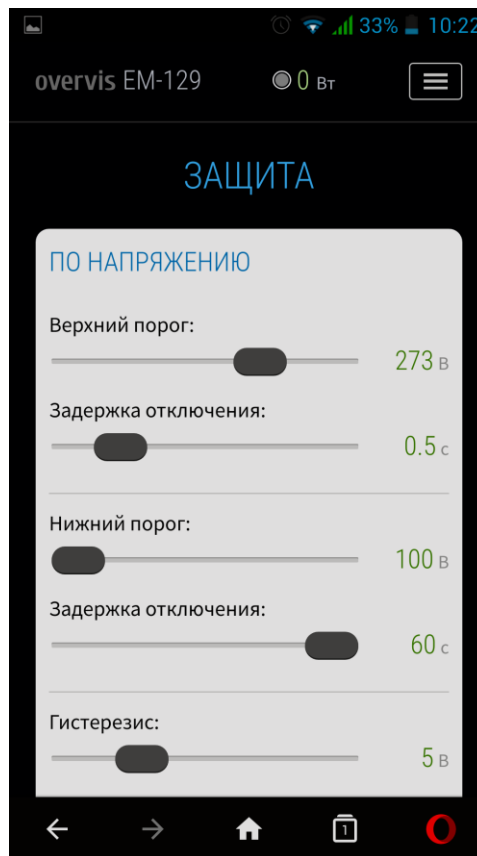 33% 10:22
overvis EM-129 0 Вт
ЗАЩИТА
ПО НАПРЯЖЕНИЮ
Верхний порог:
273 В
Задержка отключения:
0.5 с
Нижний порог:
100 В
Задержка отключения:
60 с
Гистерезис:
5 В
1